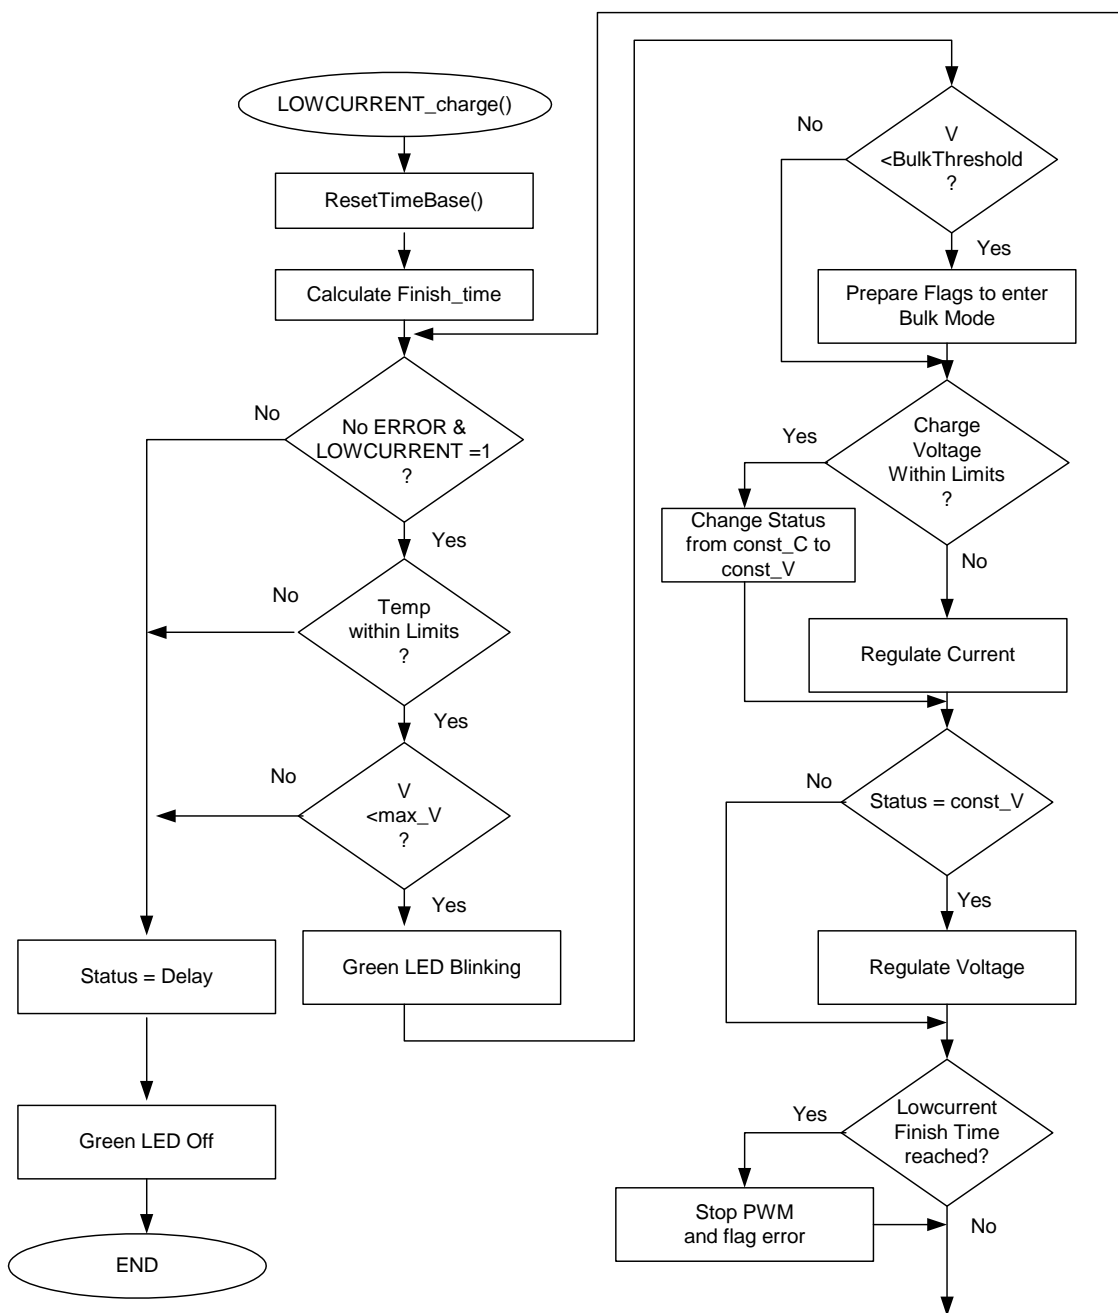 LOWCURRENT_charge()
ResetTimeBase()
Calculate Finish_time
No
No ERROR &
LOWCURRENT =1
?
Yes
No
Temp
within Limits
?
Yes
No
V
<max_V
?
Yes
Status = Delay
Green LED Blinking
Green LED Off
END
No
V
<BulkThreshold
?
Yes
Prepare Flags to enter
Bulk Mode
Yes
Charge
Voltage
Within Limits
?
Change Status
from const_C to
const_V
No
Regulate Current
No
Status = const_V
Yes
Regulate Voltage
Yes
Lowcurrent
Finish Time
reached?
Stop PWM
and flag error
No